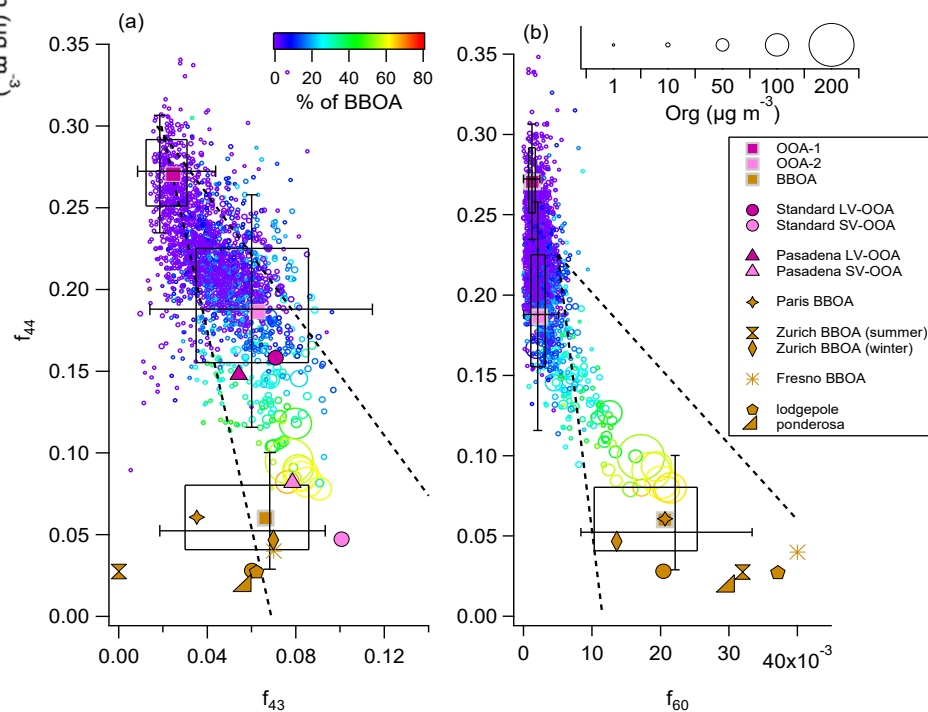 (µg m⁻³)
(a)
0.35
0.30
0.25
0.20
0.15
0.10
0.05
0.00
f₄₄
0.00
0.04
0.08
0.12
f₄₃
0 20 40 60 80
% of BBOA
(b)
0.35
0.30
0.25
0.20
0.15
0.10
0.05
0.00
0
10
20
30
40x10⁻³
f₆₀
1 10 50 100 200
Org (µg m⁻³)
OOA-1
OOA-2
BBOA
Standard LV-OOA
Standard SV-OOA
Pasadena LV-OOA
Pasadena SV-OOA
Paris BBOA
Zurich BBOA (summer)
Zurich BBOA (winter)
Fresno BBOA
lodgepole
ponderosa